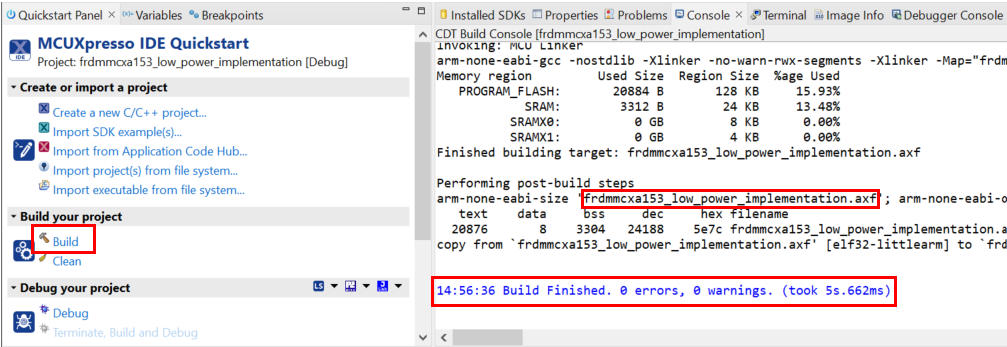 Quickstart Panel
Variables
Breakpoints
MCUXpresso IDE Quickstart
IDE
Project: frdmmcxa153_low_power_implementation [Debug]
Create or import a project
Create a new C/C++ project...
Import SDK example(s)...
Import from Application Code Hub...
Import project(s) from file system...
Import executable from file system...
Build your project
Build
Clean
Debug your project
LS
Debug
Terminate, Build and Debug
Installed SDKs
Properties
Problems
Console
Terminal
Image Info
Debugger Console
CDT Build Console [frdmmcxa153_low_power_implementation]
Invoking: MCU Linker
arm-none-eabi-gcc -nostdlib -Xlinker -no-warn-rwx-segments -Xlinker -Map="frdm
Memory region Used Size Region Size %age Used
PROGRAM_FLASH: 20884 B 128 KB 15.93%
SRAM: 3312 B 24 KB 13.48%
SRAMX0: 0 GB 8 KB 0.00%
SRAMX1: 0 GB 4 KB 0.00%
Finished building target: frdmmcxa153_low_power_implementation.axf
Performing post-build steps
arm-none-eabi-size "frdmmcxa153_low_power_implementation.axf"; arm-none-eabi-o
text data bss dec hex filename
20876 8 3304 24188 5e7c frdmmcxa153_low_power_implementation.a
copy from `frdmmcxa153_low_power_implementation.axf' [elf32-littlearm] to `frd
14:56:36 Build Finished. 0 errors, 0 warnings. (took 5s.662ms)